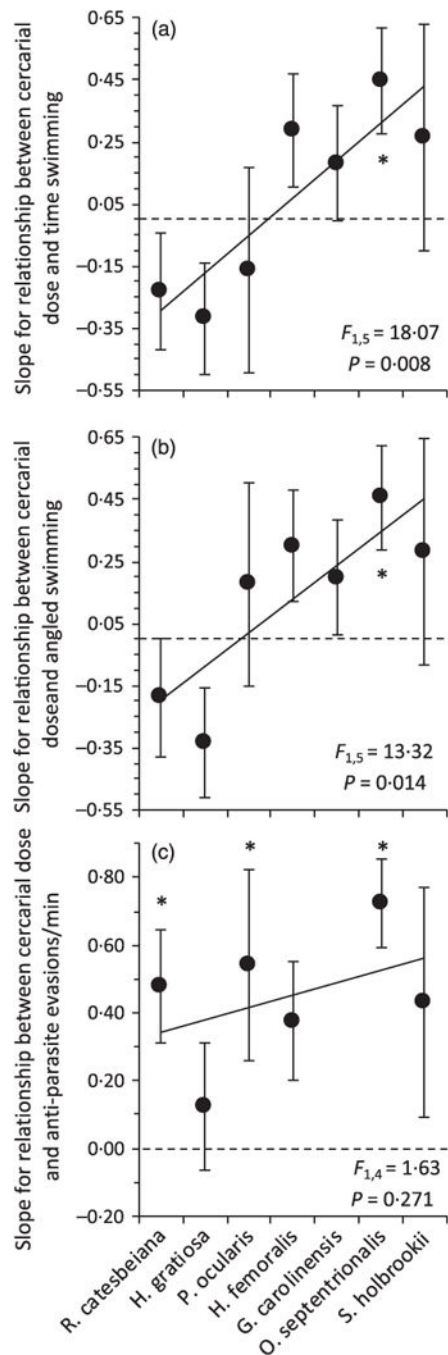 (a)
Slope for relationship between cercarial
dose and time swimming
0·65
0·45
0·25
0·05
−0·15
−0·35
−0·55
*
F1,5 = 18·07
P = 0·008
(b)
Slope for relationship between cercarial
doseand angled swimming
0·65
0·45
0·25
0·05
−0·15
−0·35
−0·55
*
F1,5 = 13·32
P = 0·014
(c)
Slope for relationship between cercarial dose
and anti-parasite evasions/min
0·80
0·60
0·40
0·20
0·00
−0·20
* * *
F1,4 = 1·63
P = 0·271
R. catesbeiana
H. gratiosa
P. ocularis
H. femoralis
G. carolinensis
O. septentrionalis
S. holbrookii